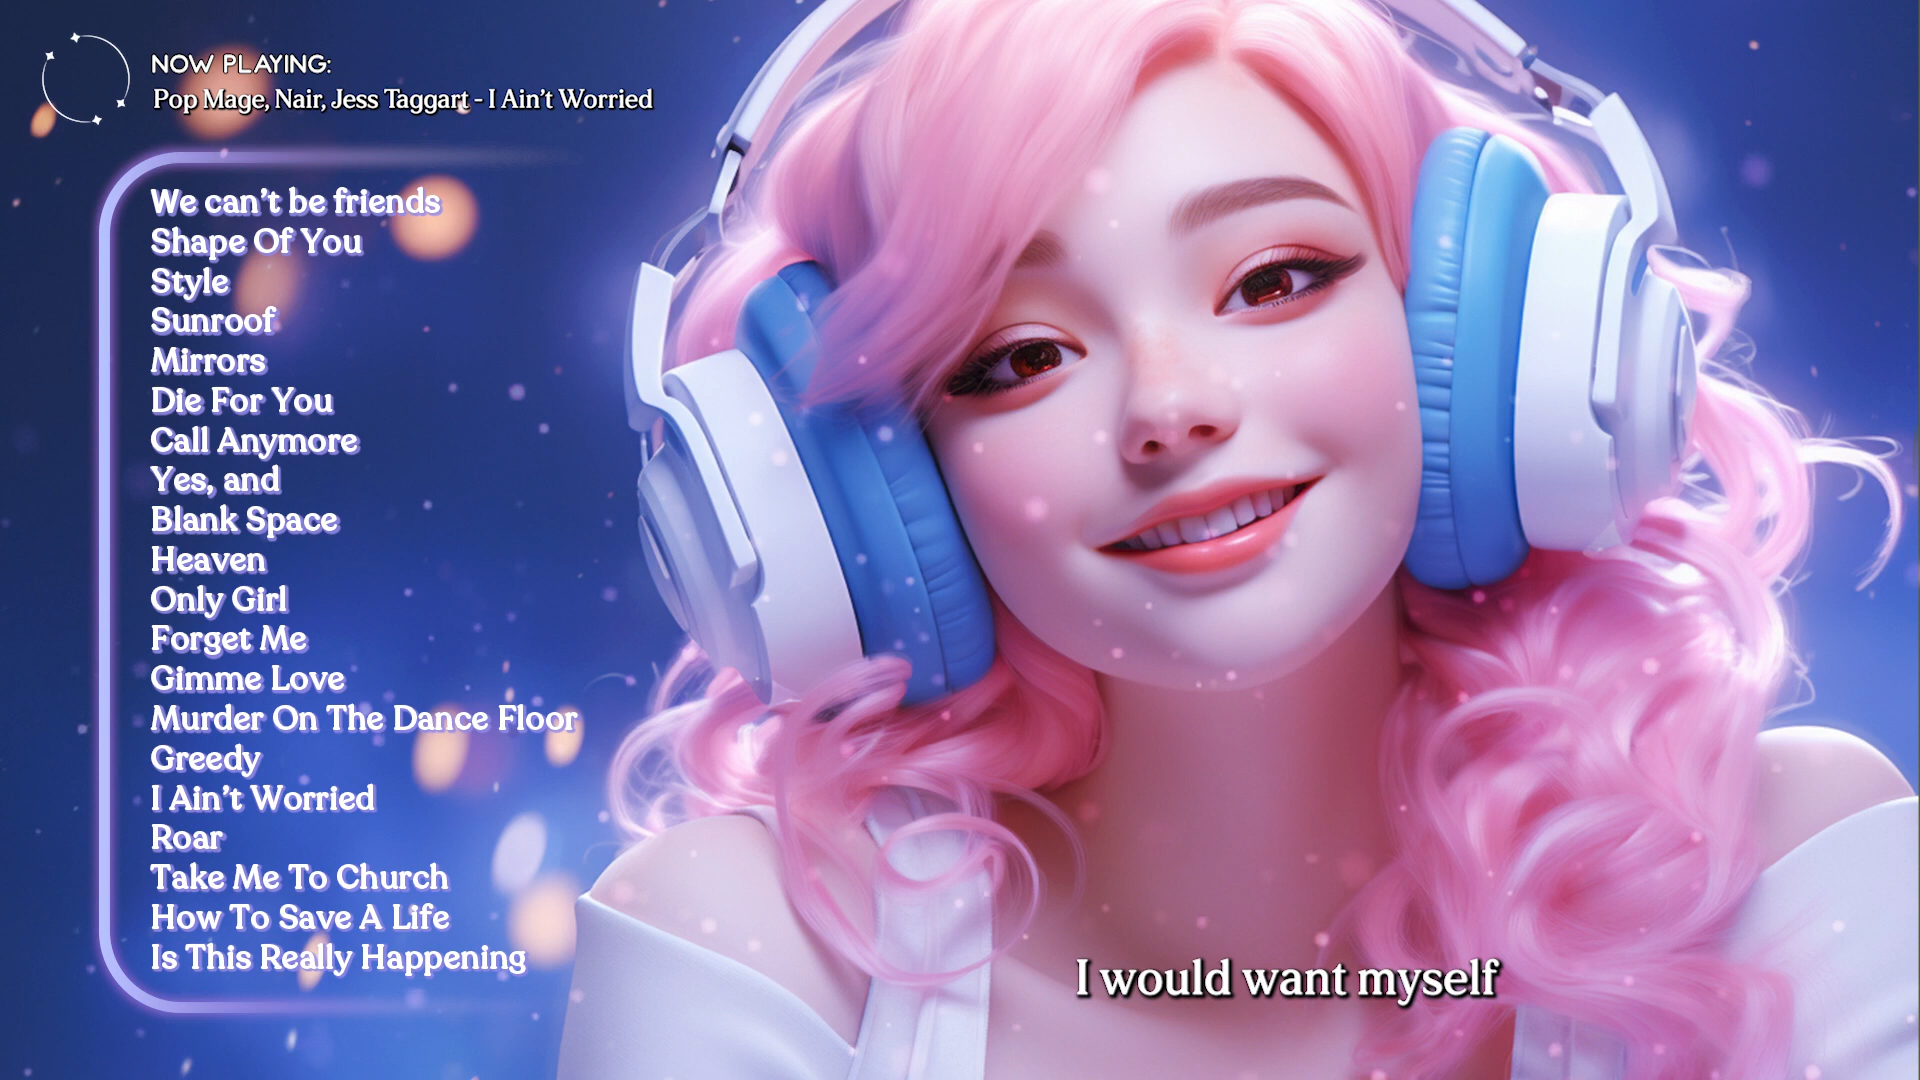 NOW PLAYING:
Pop Mage, Nair, Jess Taggart - I Ain't Worried
We can't be friends
Shape Of You
Style
Sunroof
Mirrors
Die For You
Call Anymore
Yes, and
Blank Space
Heaven
Only Girl
Forget Me
Gimme Love
Murder On The Dance Floor
Greedy
I Ain't Worried
Roar
Take Me To Church
How To Save A Life
Is This Really Happening
I would want myself